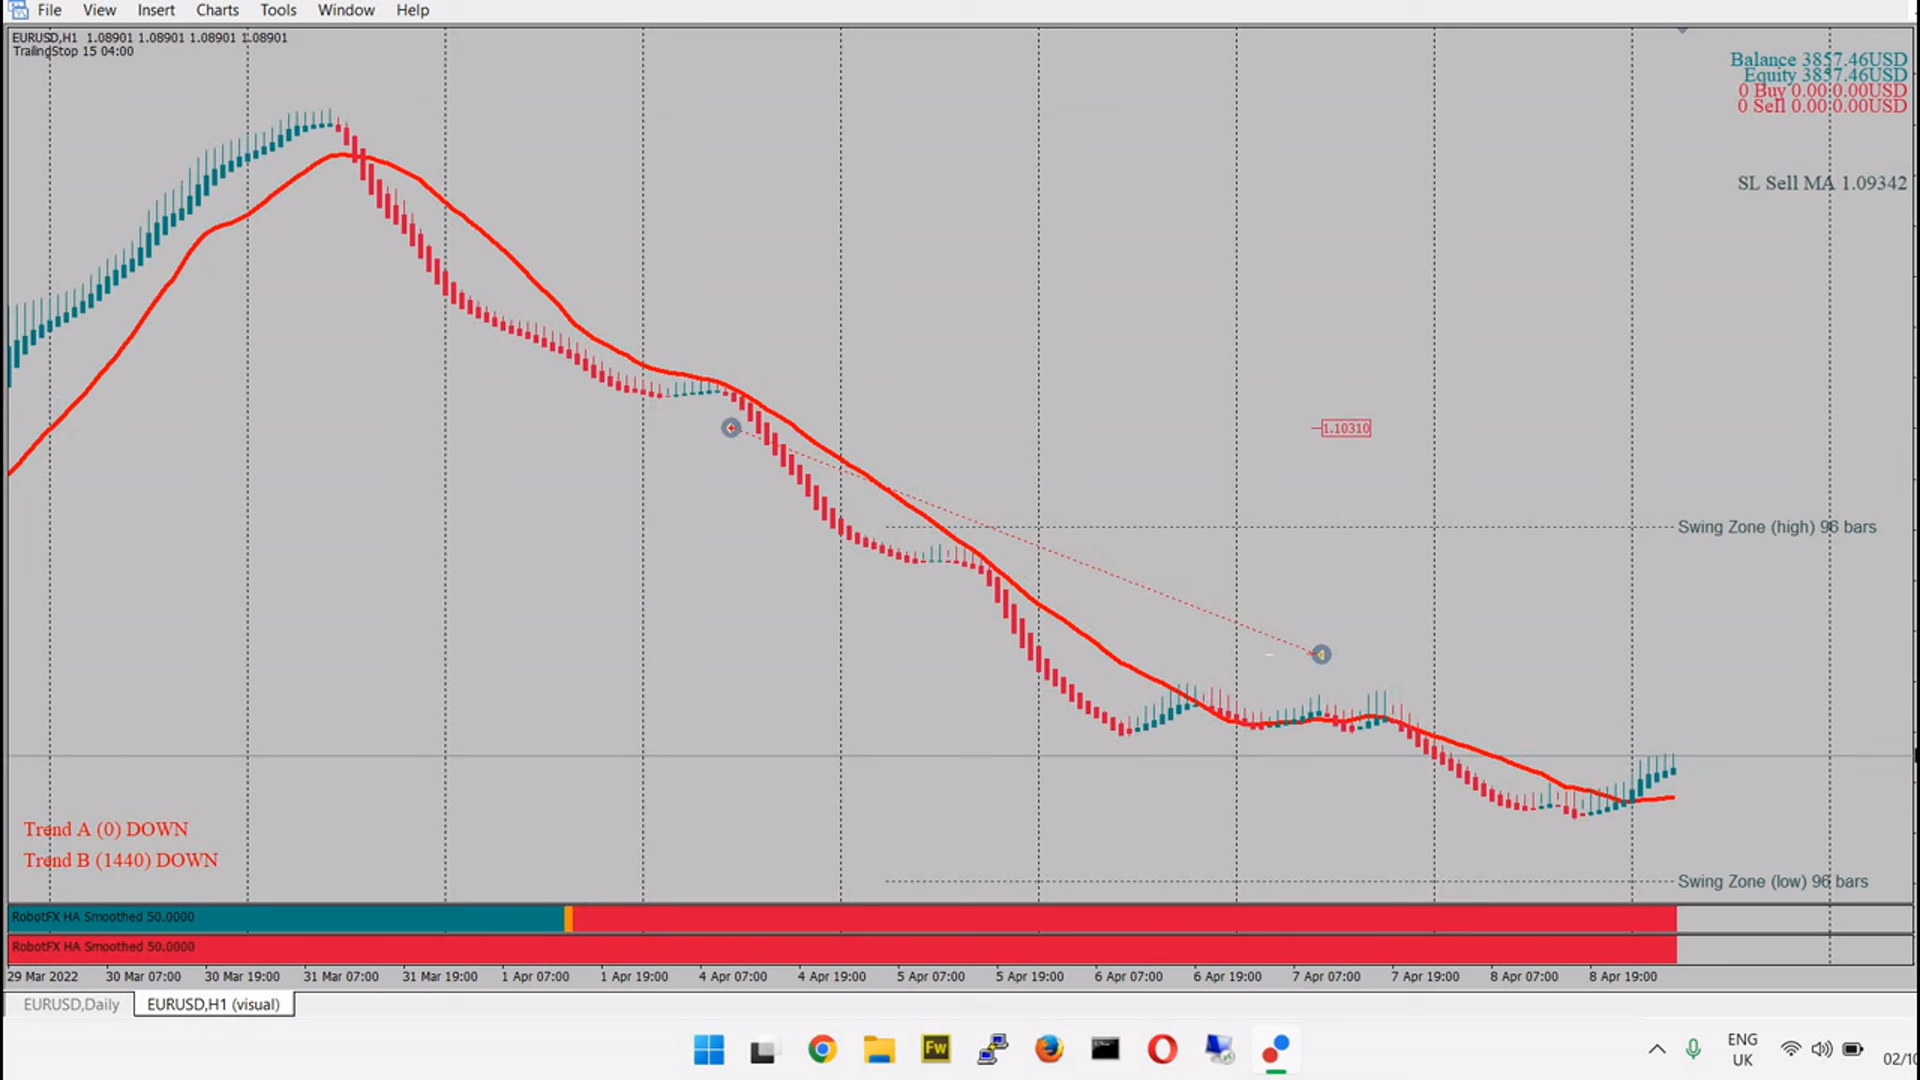 File View Insert Charts Tools Window Help
EURUSD,H1 1.08901 1.08901 1.08901 1.08901
TrailingStop 15 04:00
Balance 3857.46USD
Equity 3857.46USD
0 Buy 0.00 0.00USD
0 Sell 0.00 0.00USD
SL Sell MA 1.09342
1.10310
Swing Zone (high) 96 bars
Trend A (0) DOWN
Trend B (1440) DOWN
Swing Zone (low) 96 bars
RobotFX HA Smoothed 50.0000
RobotFX HA Smoothed 50.0000
29 Mar 2022 30 Mar 07:00 30 Mar 19:00 31 Mar 07:00 31 Mar 19:00 1 Apr 07:00 1 Apr 19:00 4 Apr 07:00 4 Apr 19:00 5 Apr 07:00 5 Apr 19:00 6 Apr 07:00 6 Apr 19:00 7 Apr 07:00 7 Apr 19:00 8 Apr 07:00 8 Apr 19:00
EURUSD,Daily EURUSD,H1 (visual)
Fw
ENG
UK